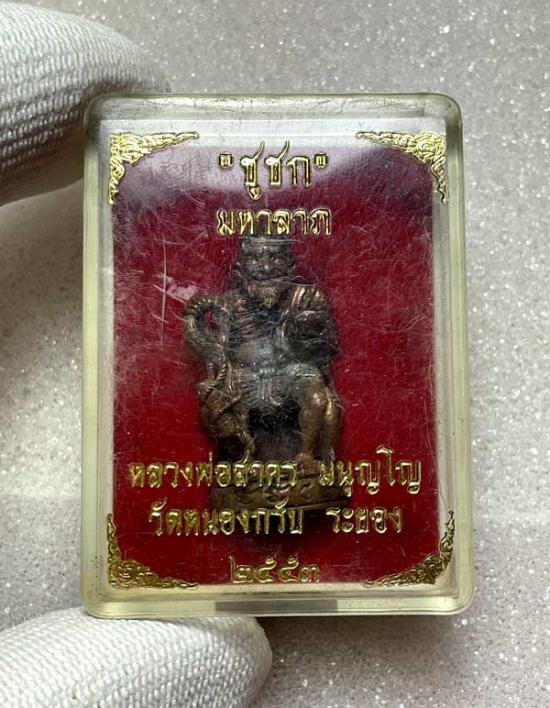 "ชูชก"
มหาลาภ
หลวงพ่อสาคร มนุญโญ
วัดหนองกรับ ระยอง
๒๕๕๓